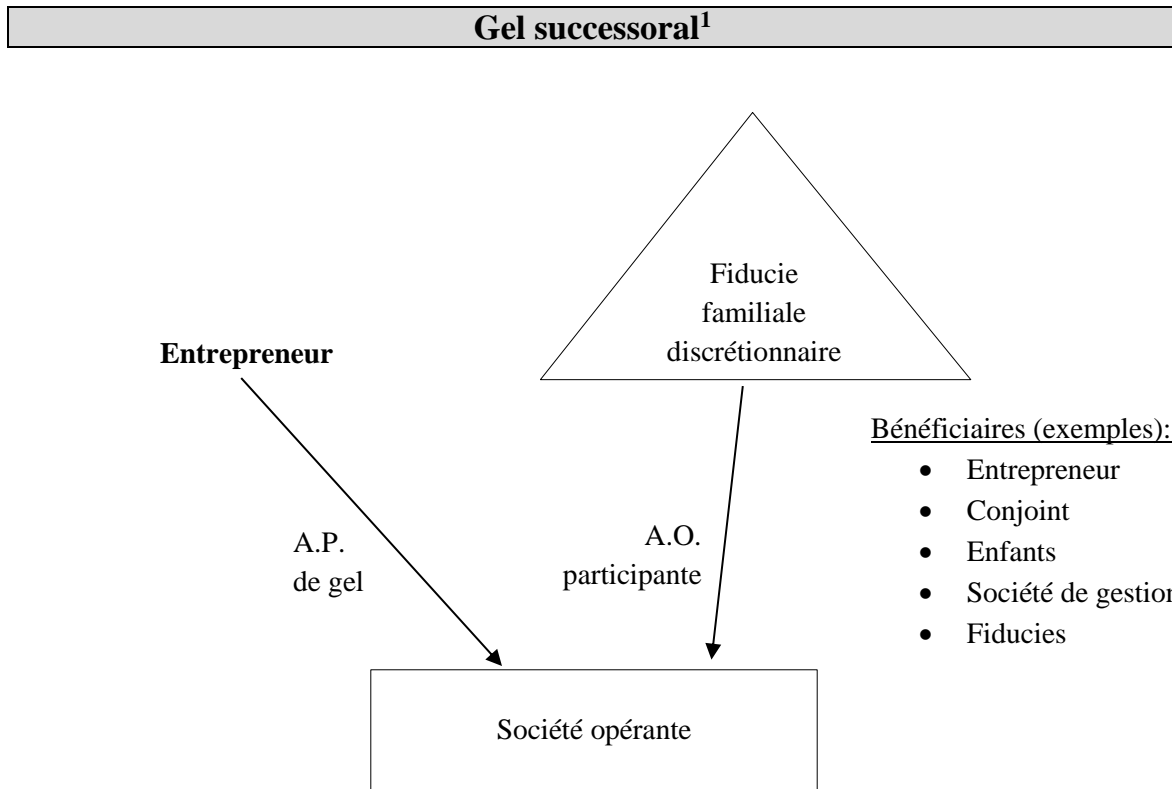 Gel successoral¹
Fiducie
familiale
discrétionnaire
Entrepreneur
Bénéficiaires (exemples):
• Entrepreneur
• Conjoint
• Enfants
• Société de gestion
• Fiducies
A.P.
de gel
A.O.
participante
Société opérante